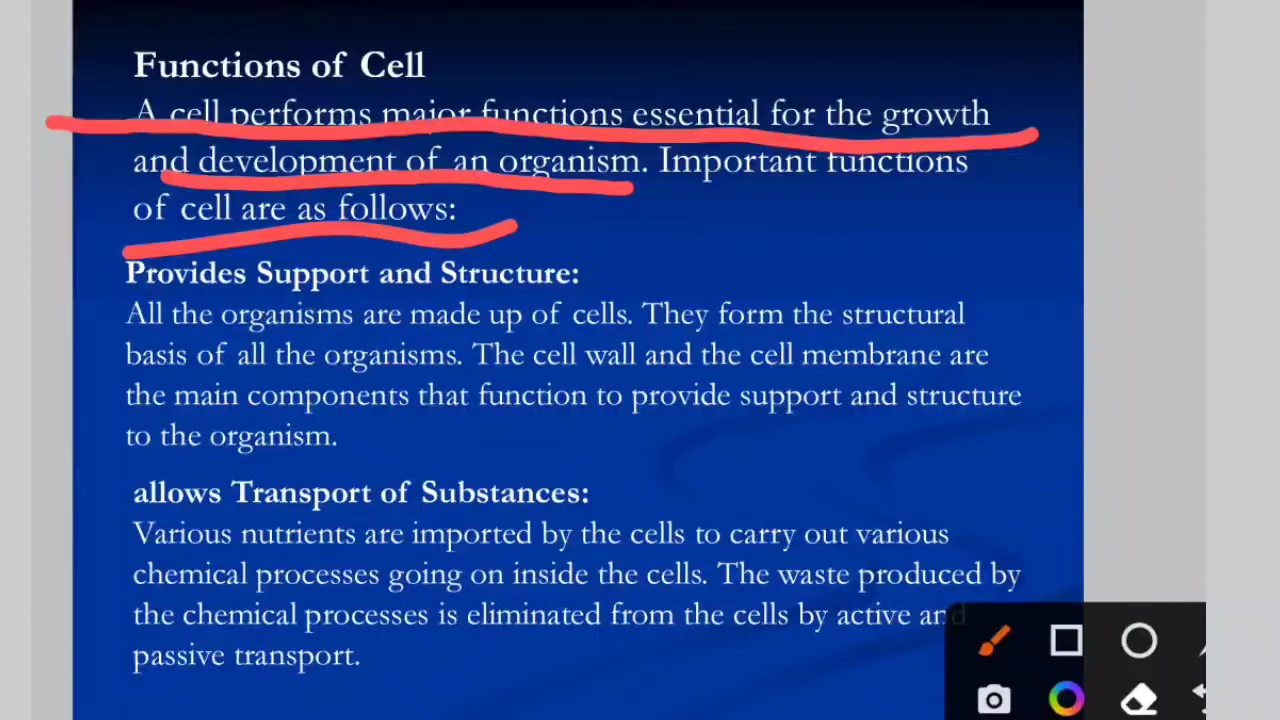 Functions of Cell
A cell performs major functions essential for the growth
and development of an organism. Important functions
of cell are as follows:
Provides Support and Structure:
All the organisms are made up of cells. They form the structural
basis of all the organisms. The cell wall and the cell membrane are
the main components that function to provide support and structure
to the organism.
allows Transport of Substances:
Various nutrients are imported by the cells to carry out various
chemical processes going on inside the cells. The waste produced by
the chemical processes is eliminated from the cells by active and
passive transport.